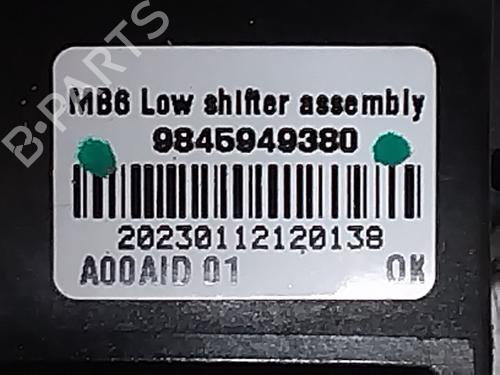 MB6 Low shifter assembly
9845949380
20230112120138
A00AID 01 OK
B-PARTS